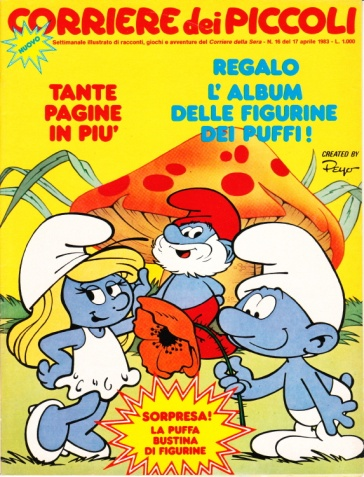 CORRIERE dei PICCOLI
NUOVO
Settimanale illustrato di racconti, giochi e avventure del Corriere della Sera - N. 16 del 17 aprile 1983 - L. 1.000
TANTE
PAGINE
IN PIU'
REGALO
L'ALBUM
DELLE FIGURINE
DEI PUFFI!
CREATED BY
Peyo
SORPRESA!
LA PUFFA
BUSTINA
DI FIGURINE